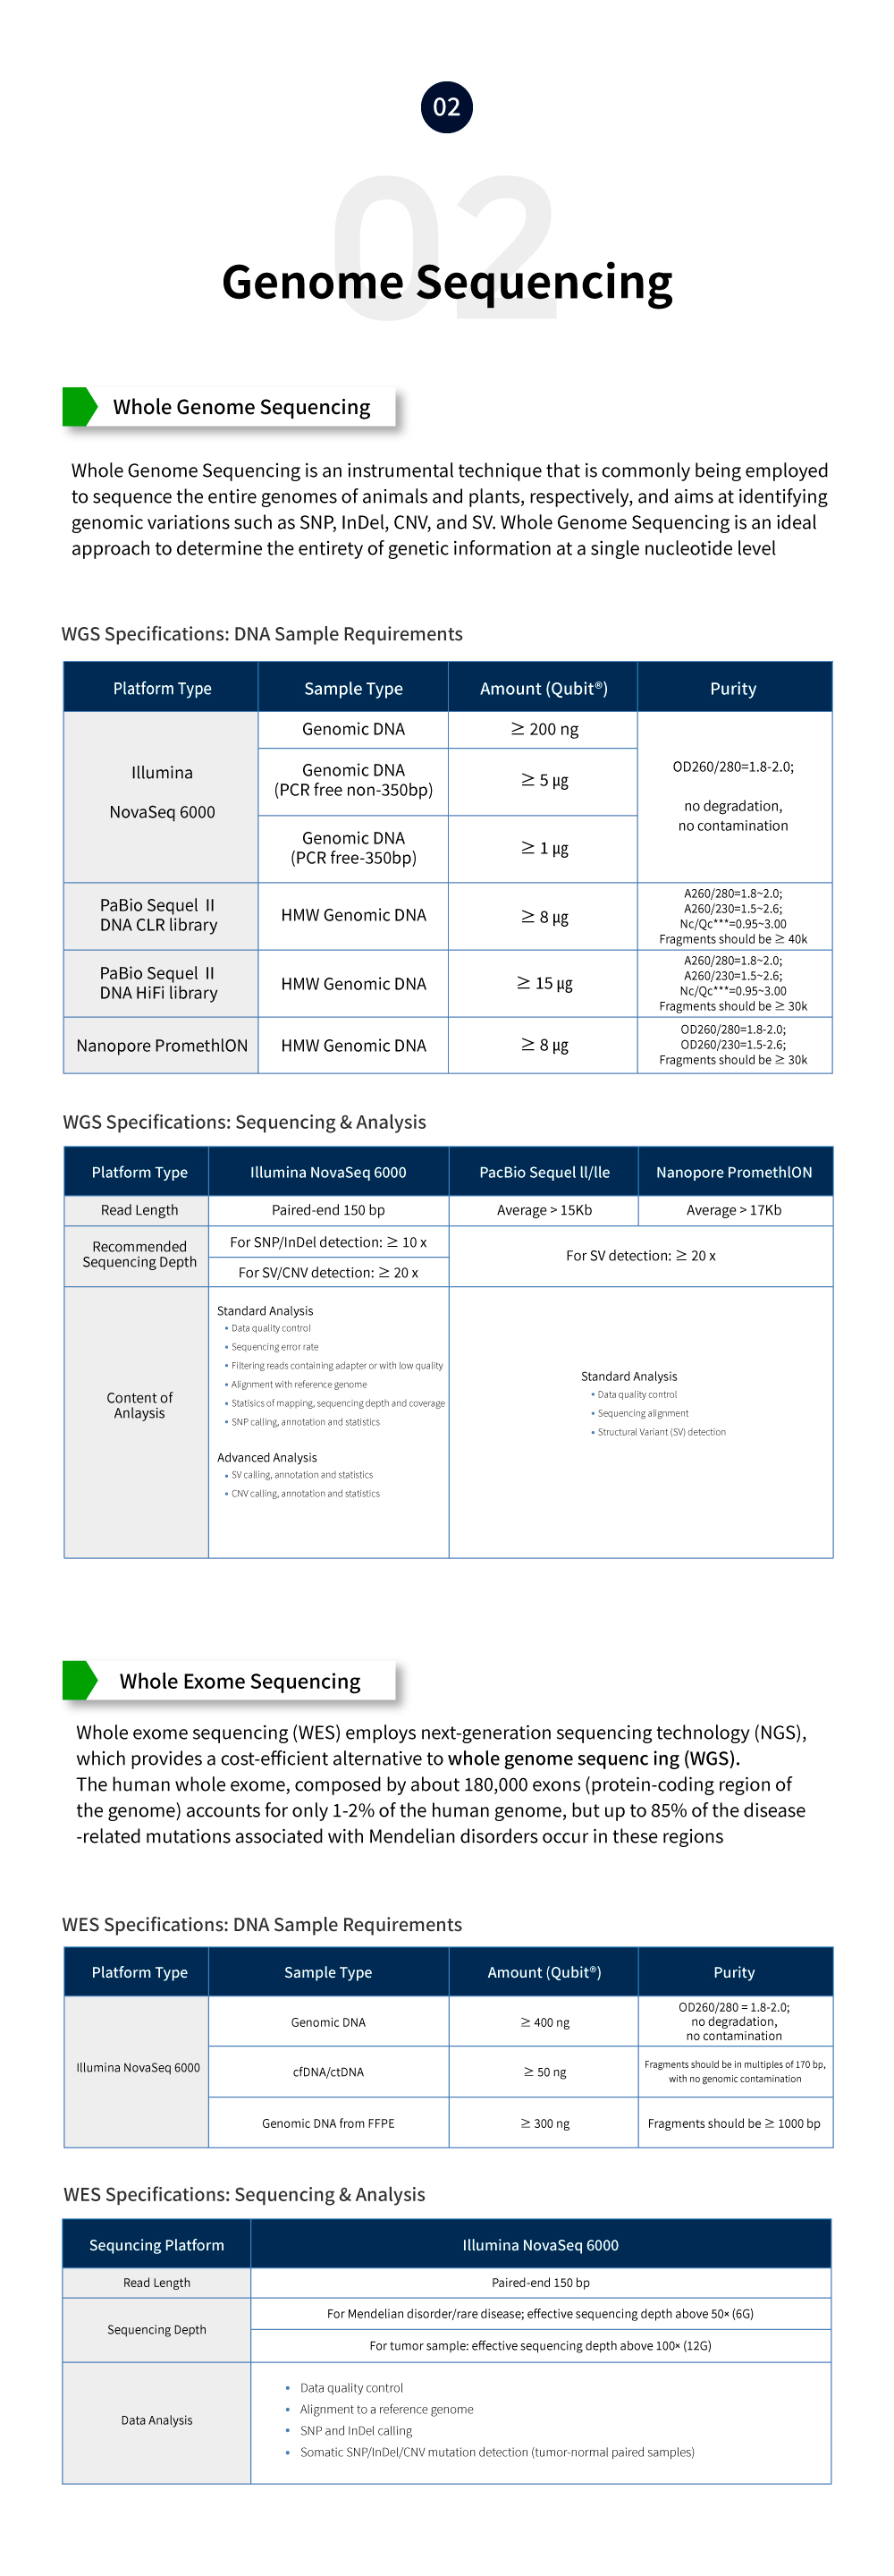 02
02
Genome Sequencing
Whole Genome Sequencing
Whole Genome Sequencing is an instrumental technique that is commonly being employed
to sequence the entire genomes of animals and plants, respectively, and aims at identifying
genomic variations such as SNP, InDel, CNV, and SV. Whole Genome Sequencing is an ideal
approach to determine the entirety of genetic information at a single nucleotide level
WGS Specifications: DNA Sample Requirements
Platform Type Sample Type Amount (Qubit®) Purity
Illumina
NovaSeq 6000
Genomic DNA ≥ 200 ng
Genomic DNA
(PCR free non-350bp)
≥ 5 μg
Genomic DNA
(PCR free-350bp)
≥ 1 μg
OD260/280=1.8-2.0;
no degradation,
no contamination
PaBio Sequel II
DNA CLR library
HMW Genomic DNA
≥ 8 μg
A260/280=1.8~2.0;
A260/230=1.5~2.6;
Nc/Qc***=0.95~3.00
Fragments should be ≥ 40k
PaBio Sequel II
DNA HiFi library
HMW Genomic DNA
≥ 15 μg
A260/280=1.8~2.0;
A260/230=1.5~2.6;
Nc/Qc***=0.95~3.00
Fragments should be ≥ 30k
Nanopore PromethlON
HMW Genomic DNA
≥ 8 μg
OD260/280=1.8-2.0;
OD260/230=1.5-2.6;
Fragments should be ≥ 30k
WGS Specifications: Sequencing & Analysis
Platform Type Illumina NovaSeq 6000 PacBio Sequel ll/lle Nanopore PromethlON
Read Length Paired-end 150 bp Average > 15Kb Average > 17Kb
Recommended
Sequencing Depth
For SNP/InDel detection: ≥ 10 x
For SV/CNV detection: ≥ 20 x
For SV detection: ≥ 20 x
Content of
Anlaysis
Standard Analysis
• Data quality control
• Sequencing error rate
• Filtering reads containing adapter or with low quality
• Alignment with reference genome
• Statisics of mapping, sequencing depth and coverage
• SNP calling, annotation and statistics
Advanced Analysis
• SV calling, annotation and statistics
• CNV calling, annotation and statistics
Standard Analysis
• Data quality control
• Sequencing alignment
• Structural Variant (SV) detection
Whole Exome Sequencing
Whole exome sequencing (WES) employs next-generation sequencing technology (NGS),
which provides a cost-efficient alternative to whole genome sequenc ing (WGS).
The human whole exome, composed by about 180,000 exons (protein-coding region of
the genome) accounts for only 1-2% of the human genome, but up to 85% of the disease
-related mutations associated with Mendelian disorders occur in these regions
WES Specifications: DNA Sample Requirements
Platform Type Sample Type Amount (Qubit®) Purity
Illumina NovaSeq 6000
Genomic DNA
≥ 400 ng
OD260/280 = 1.8-2.0;
no degradation,
no contamination
cfDNA/ctDNA
≥ 50 ng
Fragments should be in multiples of 170 bp,
with no genomic contamination
Genomic DNA from FFPE ≥ 300 ng Fragments should be ≥ 1000 bp
WES Specifications: Sequencing & Analysis
Sequncing Platform Illumina NovaSeq 6000
Read Length Paired-end 150 bp
Sequencing Depth
For Mendelian disorder/rare disease; effective sequencing depth above 50× (6G)
For tumor sample: effective sequencing depth above 100× (12G)
Data Analysis
• Data quality control
• Alignment to a reference genome
• SNP and InDel calling
• Somatic SNP/InDel/CNV mutation detection (tumor-normal paired samples)